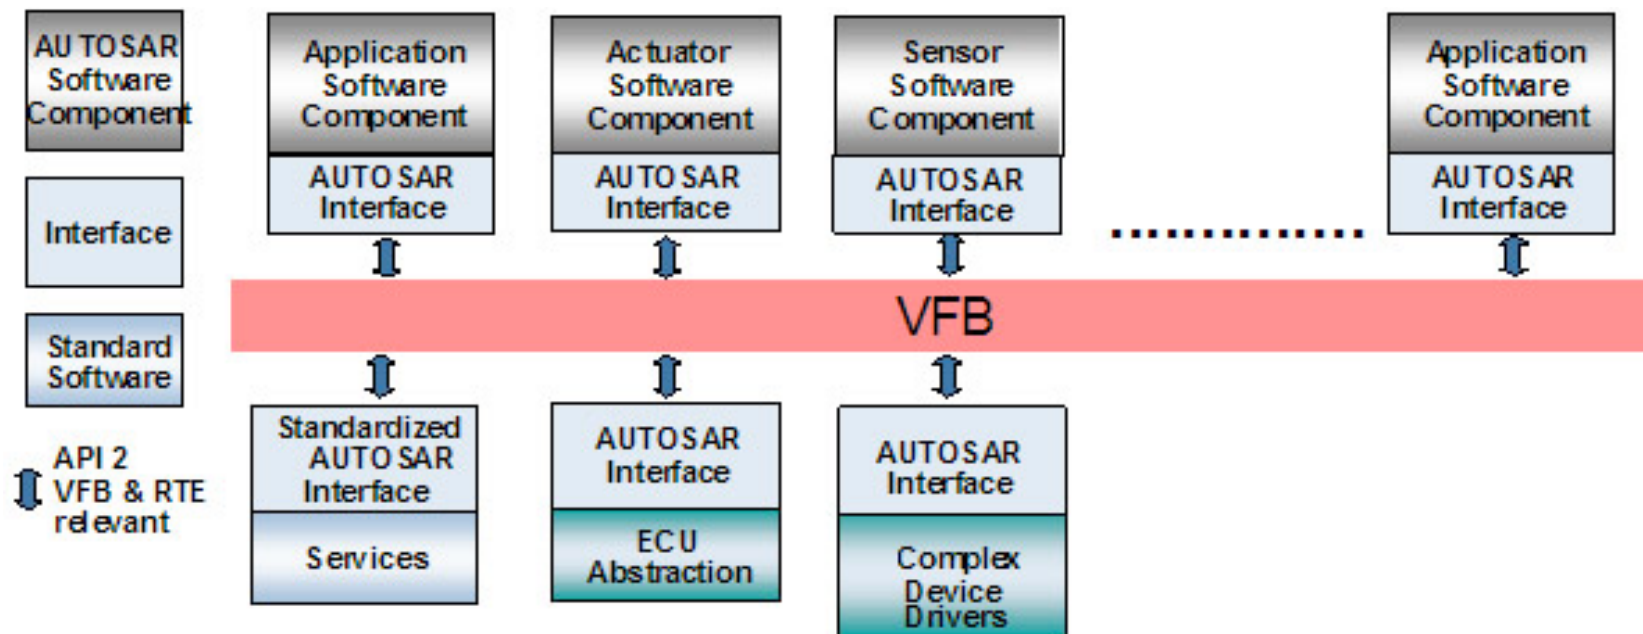 AUTOSAR
Software
Component
Interface
Standard
Software
API 2
VFB & RTE
relevant
Application
Software
Component
AUTOSAR
Interface
Actuator
Software
Component
AUTOSAR
Interface
Sensor
Software
Component
AUTOSAR
Interface
..............
Application
Software
Component
AUTOSAR
Interface
VFB
Standardized
AUTOSAR
Interface
Services
AUTOSAR
Interface
ECU
Abstraction
AUTOSAR
Interface
Complex
Device
Drivers